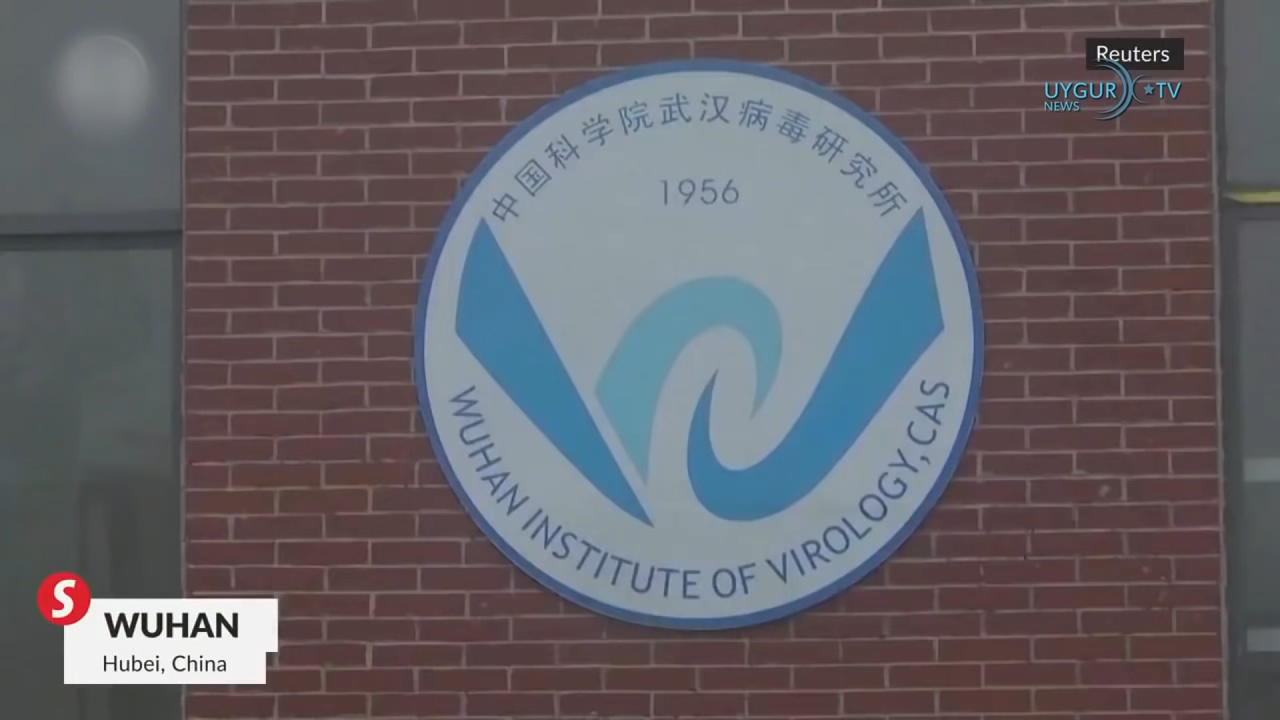 Reuters
UYGUR TV
NEWS
中国科学院武汉病毒研究所
1956
WUHAN INSTITUTE OF VIROLOGY, CAS
S
WUHAN
Hubei, China